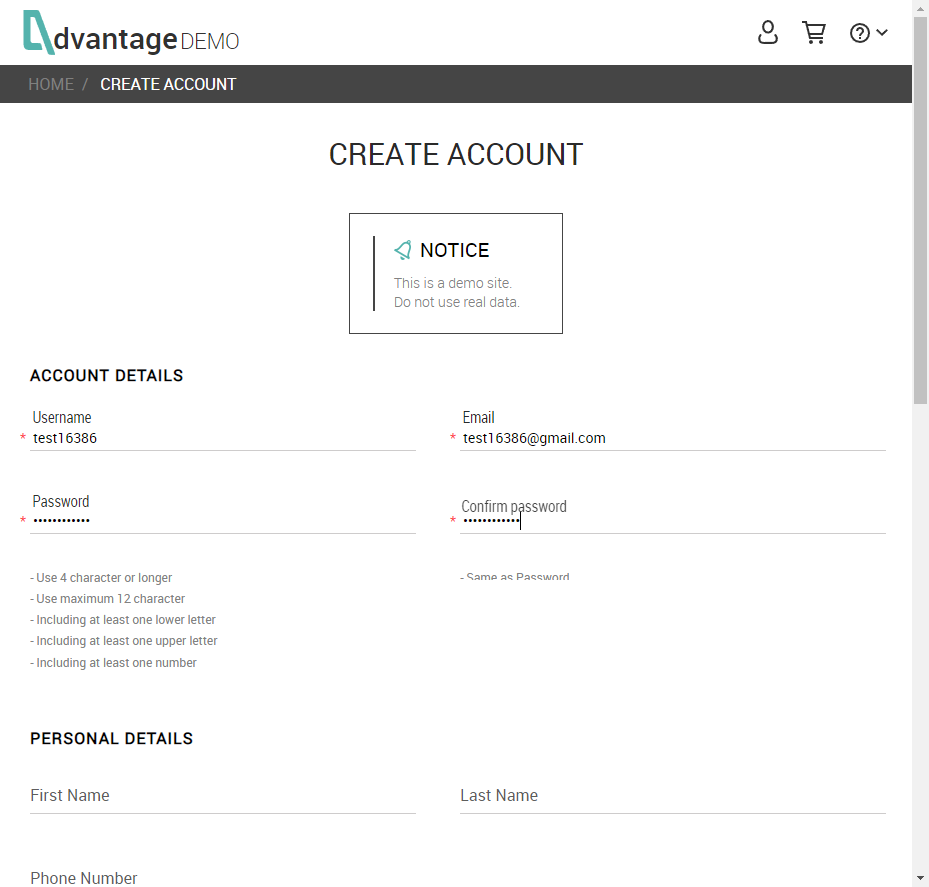 dvantage DEMO
HOME / CREATE ACCOUNT
CREATE ACCOUNT
NOTICE
This is a demo site.
Do not use real data.
ACCOUNT DETAILS
Username
* test16386
Email
* test16386@gmail.com
Password
* ••••••••••••
Confirm password
* ••••••••••••
- Use 4 character or longer
- Use maximum 12 character
- Including at least one lower letter
- Including at least one upper letter
- Including at least one number
- Same as Password
PERSONAL DETAILS
First Name
Last Name
Phone Number